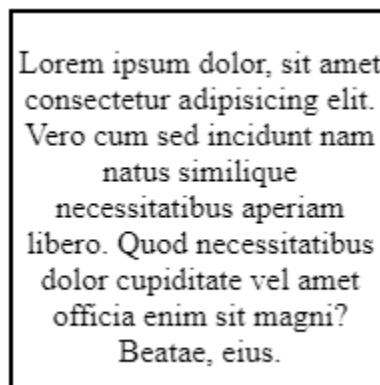 Lorem ipsum dolor, sit amet
consectetur adipisicing elit.
Vero cum sed incidunt nam
natus similique
necessitatibus aperiam
libero. Quod necessitatibus
dolor cupiditate vel amet
officia enim sit magni?
Beatae, eius.